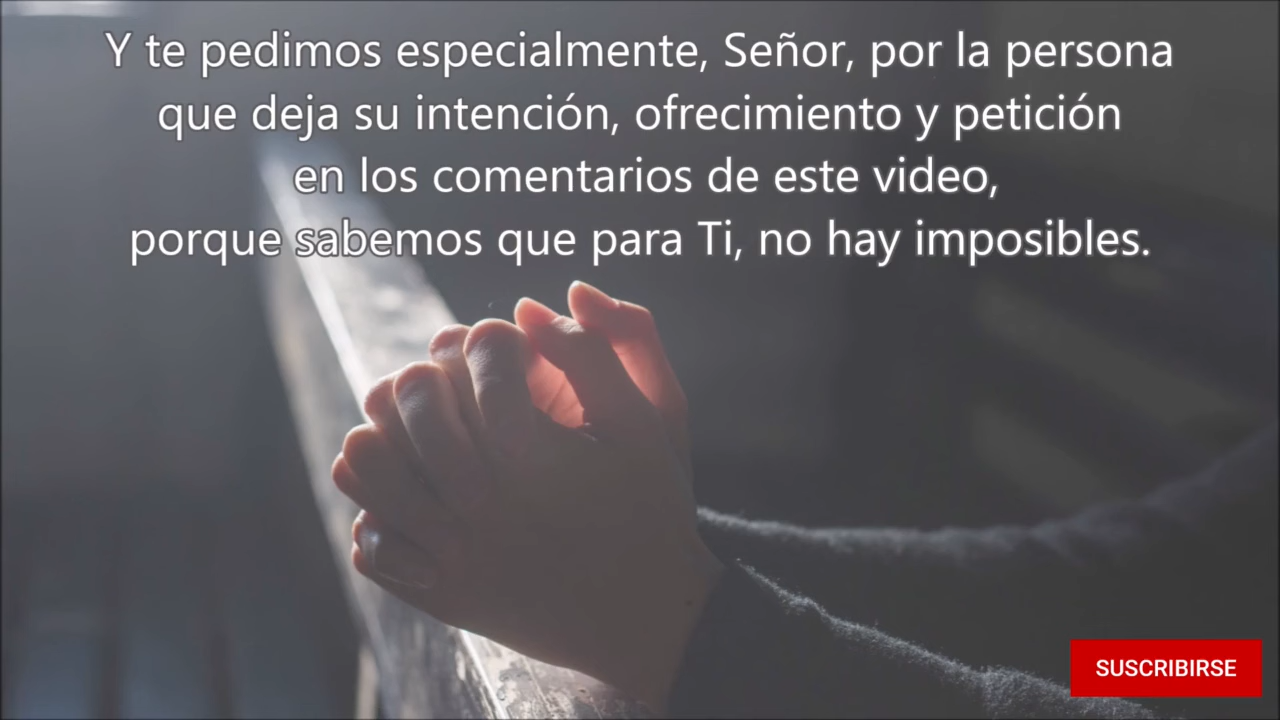 Y te pedimos especialmente, Señor, por la persona
que deja su intención, ofrecimiento y petición
en los comentarios de este video,
porque sabemos que para Ti, no hay imposibles.
SUSCRIBIRSE